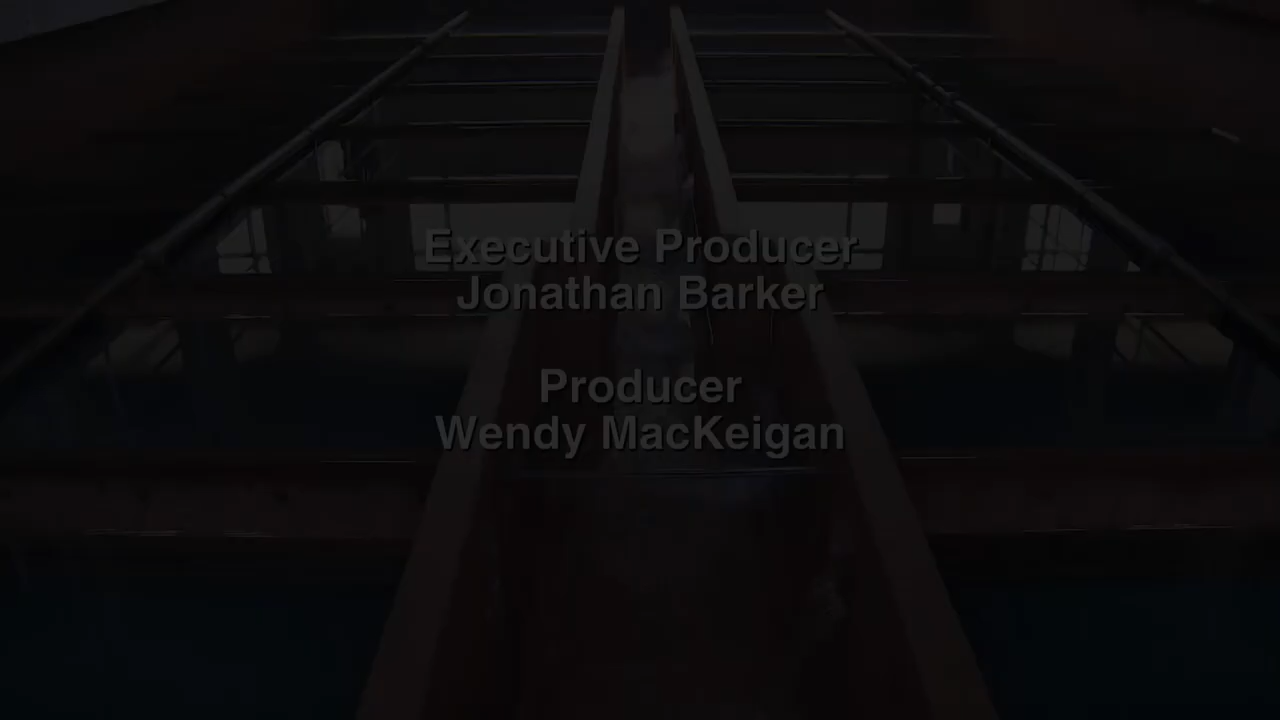 Executive Producer
Jonathan Barker
Producer
Wendy MacKeigan